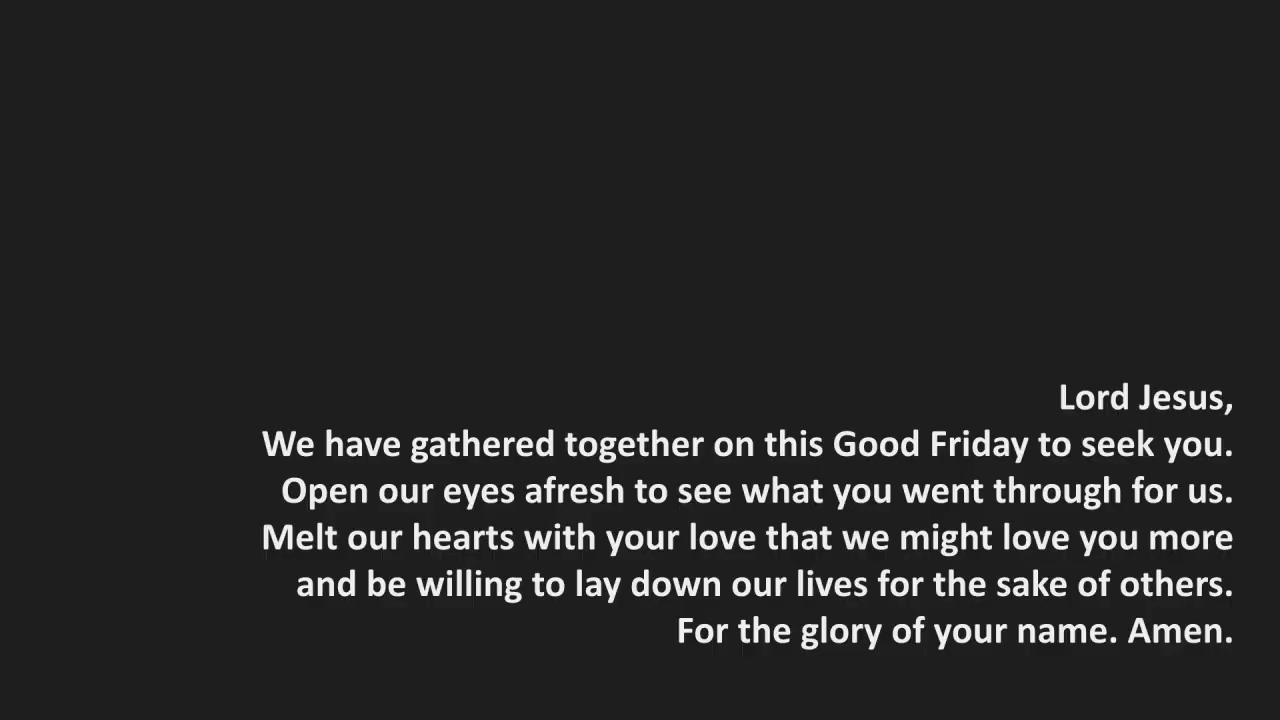 Lord Jesus,
We have gathered together on this Good Friday to seek you.
Open our eyes afresh to see what you went through for us.
Melt our hearts with your love that we might love you more
and be willing to lay down our lives for the sake of others.
For the glory of your name. Amen.